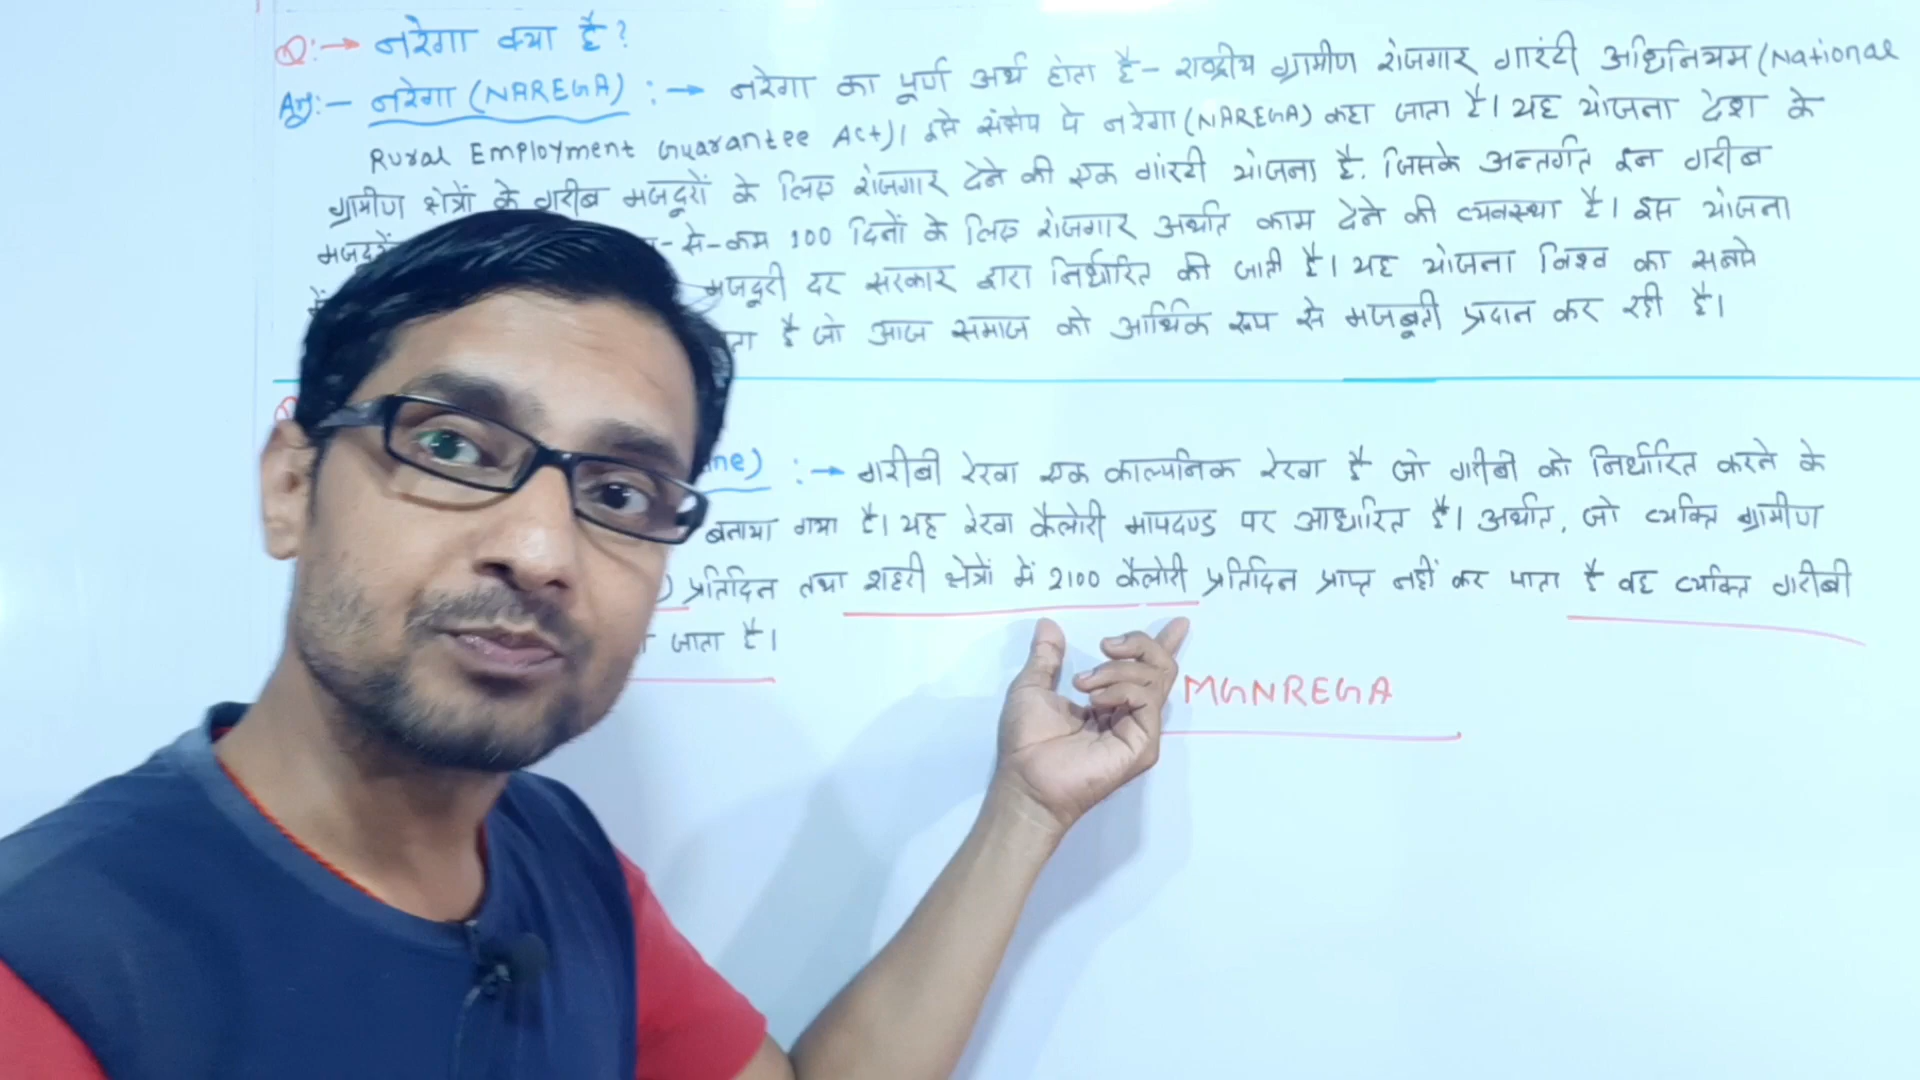 Q:→ नरेगा क्या है?
Ans:- नरेगा (NAREGA) :→ नरेगा का पूर्ण अर्थ होता है- राष्ट्रीय ग्रामीण रोजगार गारंटी अधिनियम (National
Rural Employment Guarantee Act)। इसे संक्षेप में नरेगा (NAREGA) कहा जाता है। यह योजना देश के
ग्रामीण क्षेत्रों के गरीब मजदूरों के लिए रोजगार देने की एक गांरटी योजना है. जिसके अन्तर्गत इन गरीब
मजदूरों -से-कम 100 दिनों के लिए रोजगार अर्थात काम देने की व्यवस्था है। इस योजना
में मजदूरी दर सरकार द्वारा निर्धारित की जाती है। यह योजना विश्व का सबसे
है जो आज समाज को आर्थिक रूप से मजबूती प्रदान कर रही है।
ine) :→ गरीबी रेखा एक काल्पनिक रेखा है जो गरीबी को निर्धारित करने के
बताया गया है। यह रेखा कैलोरी मापदण्ड पर आधारित है। अर्थात, जो व्यक्ति ग्रामीण
) प्रतिदिन तथा शहरी क्षेत्रों में 2100 कैलोरी प्रतिदिन प्राप्त नहीं कर पाता है वह व्यक्ति गरीबी
जाता है।
MGNREGA